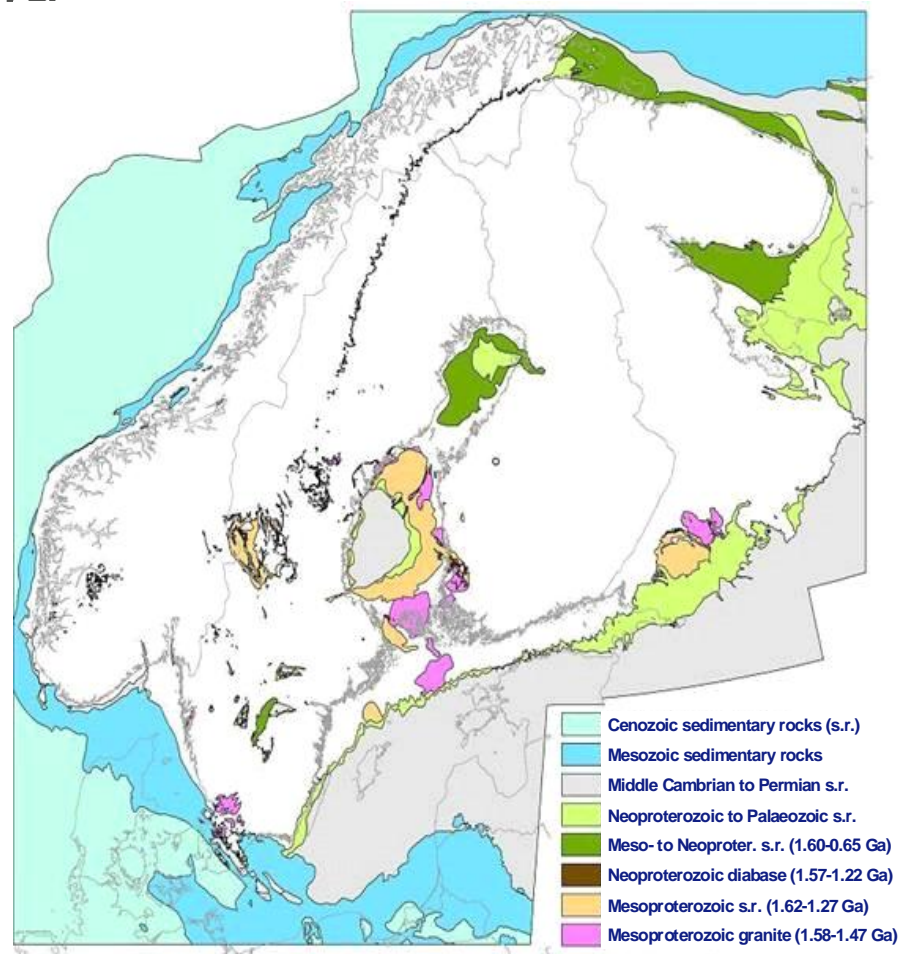 Cenozoic sedimentary rocks (s.r.)
Mesozoic sedimentary rocks
Middle Cambrian to Permian s.r.
Neoproterozoic to Palaeozoic s.r.
Meso- to Neoproter. s.r. (1.60-0.65 Ga)
Neoproterozoic diabase (1.57-1.22 Ga)
Mesoproterozoic s.r. (1.62-1.27 Ga)
Mesoproterozoic granite (1.58-1.47 Ga)